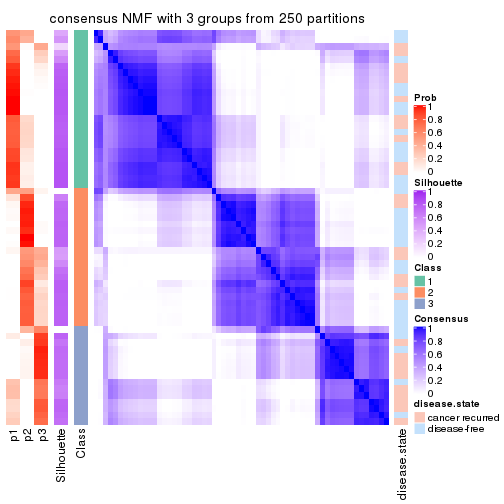 consensus NMF with 3 groups from 250 partitions
p1
p2
p3
Silhouette
Class
disease.state
Prob
1
0.8
0.6
0.4
0.2
0
Silhouette
1
0.8
0.6
0.4
0.2
0
Class
1
2
3
Consensus
1
0.8
0.6
0.4
0.2
0
disease.state
cancer recurred
disease-free